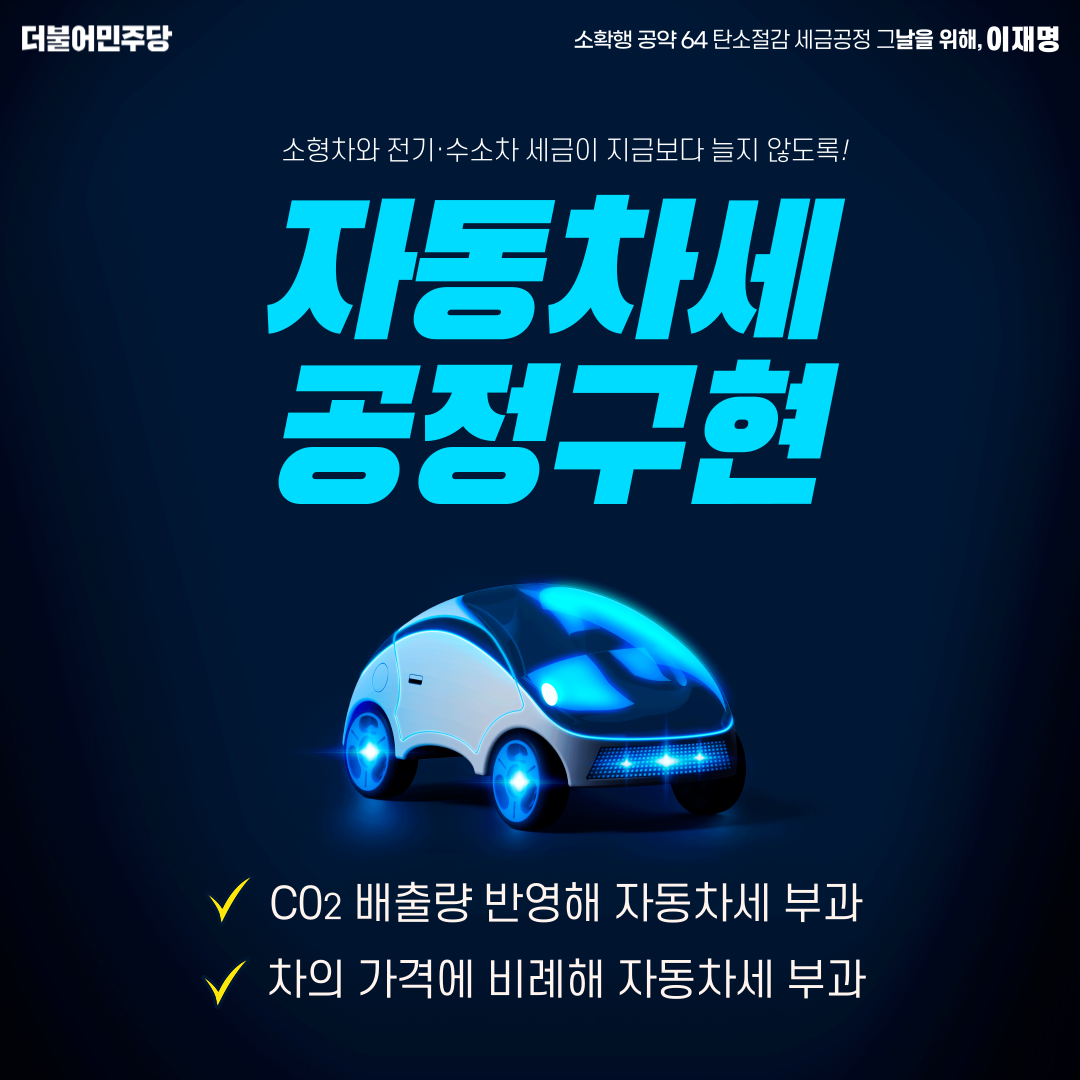 더불어민주당
소확행 공약 64 탄소절감 세금공정 그날을 위해, 이재명
소형차와 전기·수소차 세금이 지금보다 늘지 않도록!
자동차세
공정구현
CO2 배출량 반영해 자동차세 부과
차의 가격에 비례해 자동차세 부과